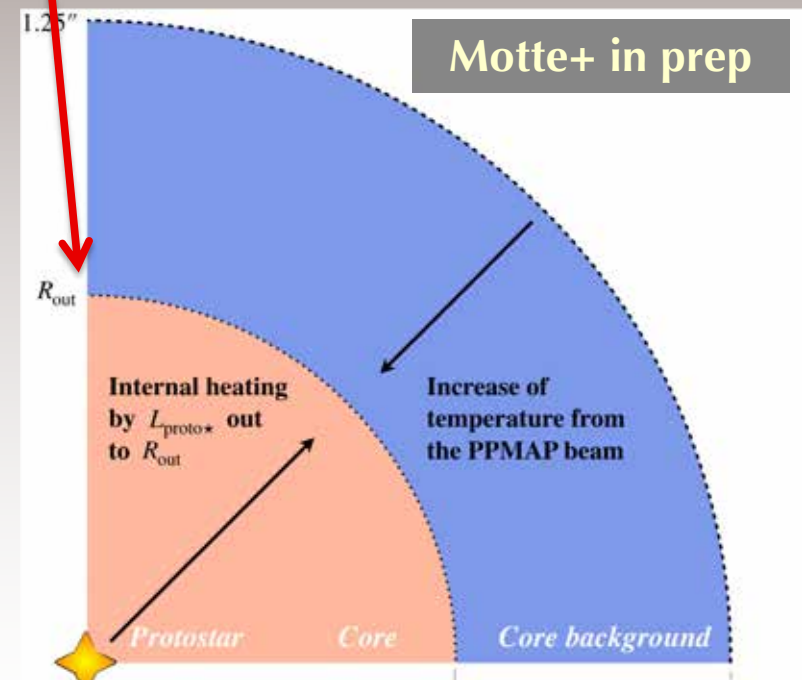 1.25″
Motte+ in prep
R_out
Internal heating
by L_proto⋆ out
to R_out
Increase of
temperature from
the PPMAP beam
Protostar
Core
Core background